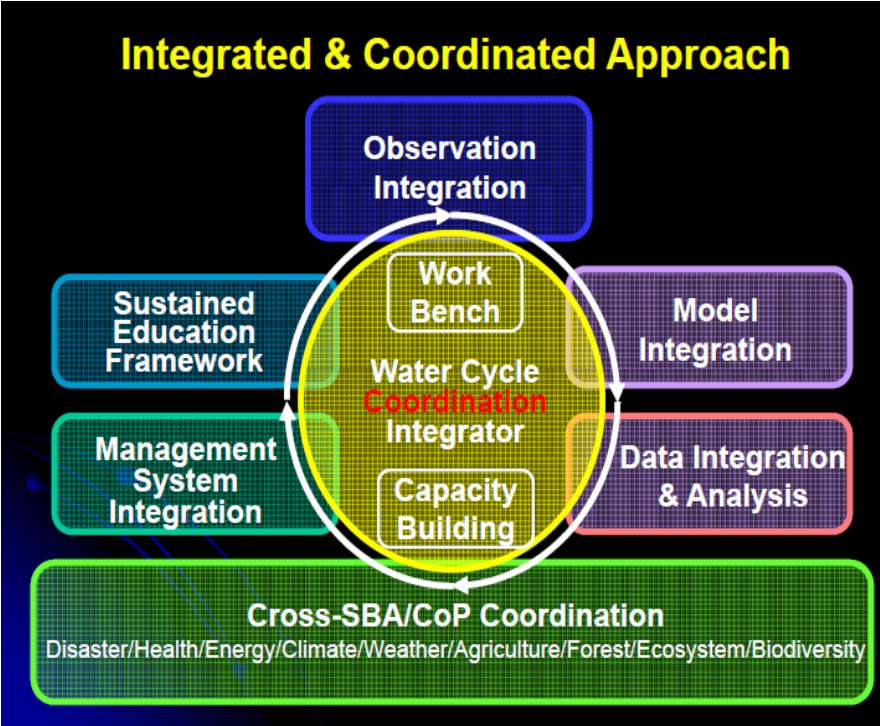 Integrated & Coordinated Approach
Observation
Integration
Work
Bench
Sustained
Education
Framework
Model
Integration
Water Cycle
Coordination
Integrator
Management
System
Integration
Data Integration
& Analysis
Capacity
Building
Cross-SBA/CoP Coordination
Disaster/Health/Energy/Climate/Weather/Agriculture/Forest/Ecosystem/Biodiversity